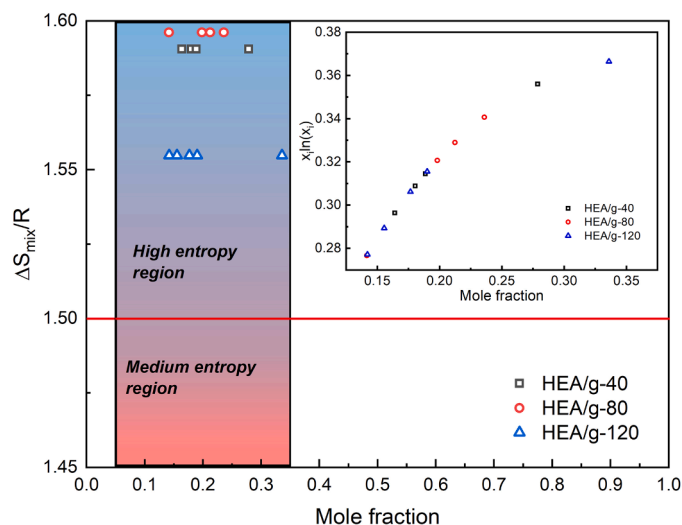 1.60
1.55
1.50
1.45
ΔS_mix/R
0.0 0.1 0.2 0.3 0.4 0.5 0.6 0.7 0.8 0.9 1.0
Mole fraction
High entropy
region
Medium entropy
region
HEA/g-40
HEA/g-80
HEA/g-120
0.38
0.36
0.34
0.32
0.30
0.28
x_iln(x_i)
0.15 0.20 0.25 0.30 0.35
Mole fraction
HEA/g-40
HEA/g-80
HEA/g-120